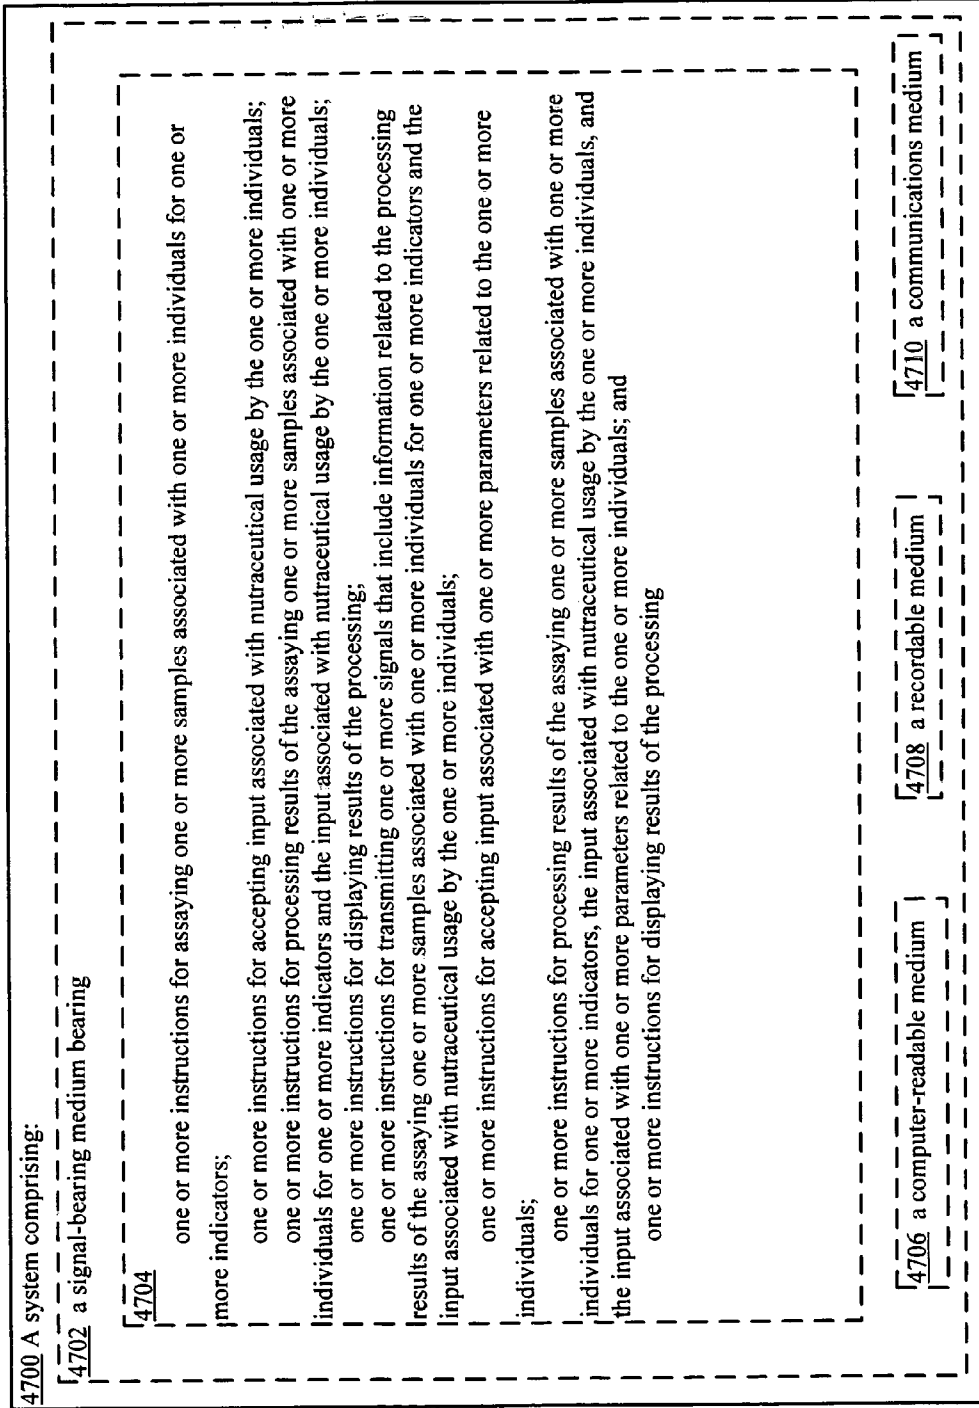 4700 A system comprising:
4702 a signal-bearing medium bearing
4704
one or more instructions for assaying one or more samples associated with one or more individuals for one or
more indicators;
one or more instructions for accepting input associated with nutraceutical usage by the one or more individuals;
one or more instructions for processing results of the assaying one or more samples associated with one or more
individuals for one or more indicators and the input associated with nutraceutical usage by the one or more individuals;
one or more instructions for displaying results of the processing;
one or more instructions for transmitting one or more signals that include information related to the processing
results of the assaying one or more samples associated with one or more individuals for one or more indicators and the
input associated with nutraceutical usage by the one or more individuals;
one or more instructions for accepting input associated with one or more parameters related to the one or more
individuals;
one or more instructions for processing results of the assaying one or more samples associated with one or more
individuals for one or more indicators, the input associated with nutraceutical usage by the one or more individuals, and
the input associated with one or more parameters related to the one or more individuals; and
one or more instructions for displaying results of the processing
4706 a computer-readable medium
4708 a recordable medium
4710 a communications medium